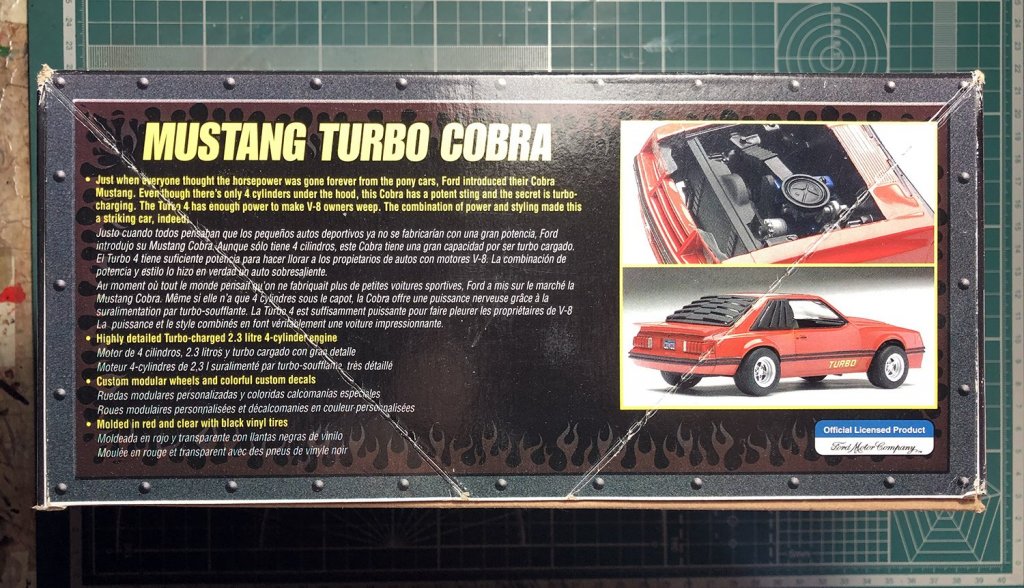 MUSTANG TURBO COBRA
• Just when everyone thought the horsepower was gone forever from the pony cars, Ford introduced their Cobra
Mustang. Even though there's only 4 cylinders under the hood, this Cobra has a potent sting and the secret is turbo-
charging. The Turbo 4 has enough power to make V-8 owners weep. The combination of power and styling made this
a striking car, indeed.
Justo cuando todos pensaban que los pequeños autos deportivos ya no se fabricarían con una gran potencia, Ford
introdujo su Mustang Cobra. Aunque sólo tiene 4 cilindros, este Cobra tiene una gran capacidad por ser turbo cargado.
El Turbo 4 tiene suficiente potencia para hacer llorar a los propietarios de autos con motores V-8. La combinación de
potencia y estilo lo hizo en verdad un auto sobresaliente.
Au moment où tout le monde pensait qu'on ne fabriquait plus de petites voitures sportives, Ford a mis sur le marché la
Mustang Cobra. Même si elle n'a que 4 cylindres sous le capot, la Cobra offre une puissance nerveuse grâce à la
suralimentation par turbo-soufflante. La Turbo 4 est suffisamment puissante pour faire pleurer les propriétaires de V-8
La puissance et le style combinés en font véritablement une voiture impressionnante.
• Highly detailed Turbo-charged 2.3 litre 4-cylinder engine
Motor de 4 cilindros, 2.3 litros y turbo cargado con gran detalle
Moteur 4-cylindres de 2,3 l suralimenté par turbo-soufflante, très détaillé
• Custom modular wheels and colorful custom decals
Ruedas modulares personalizadas y coloridas calcomanías especiales
Roues modulaires personnalisées et décalcomanies en couleur personnalisées
• Molded in red and clear with black vinyl tires
Moldeada en rojo y transparente con llantas negras de vinilo
Moulée en rouge et transparent avec des pneus de vinyle noir
TURBO
Official Licensed Product
Ford Motor Company